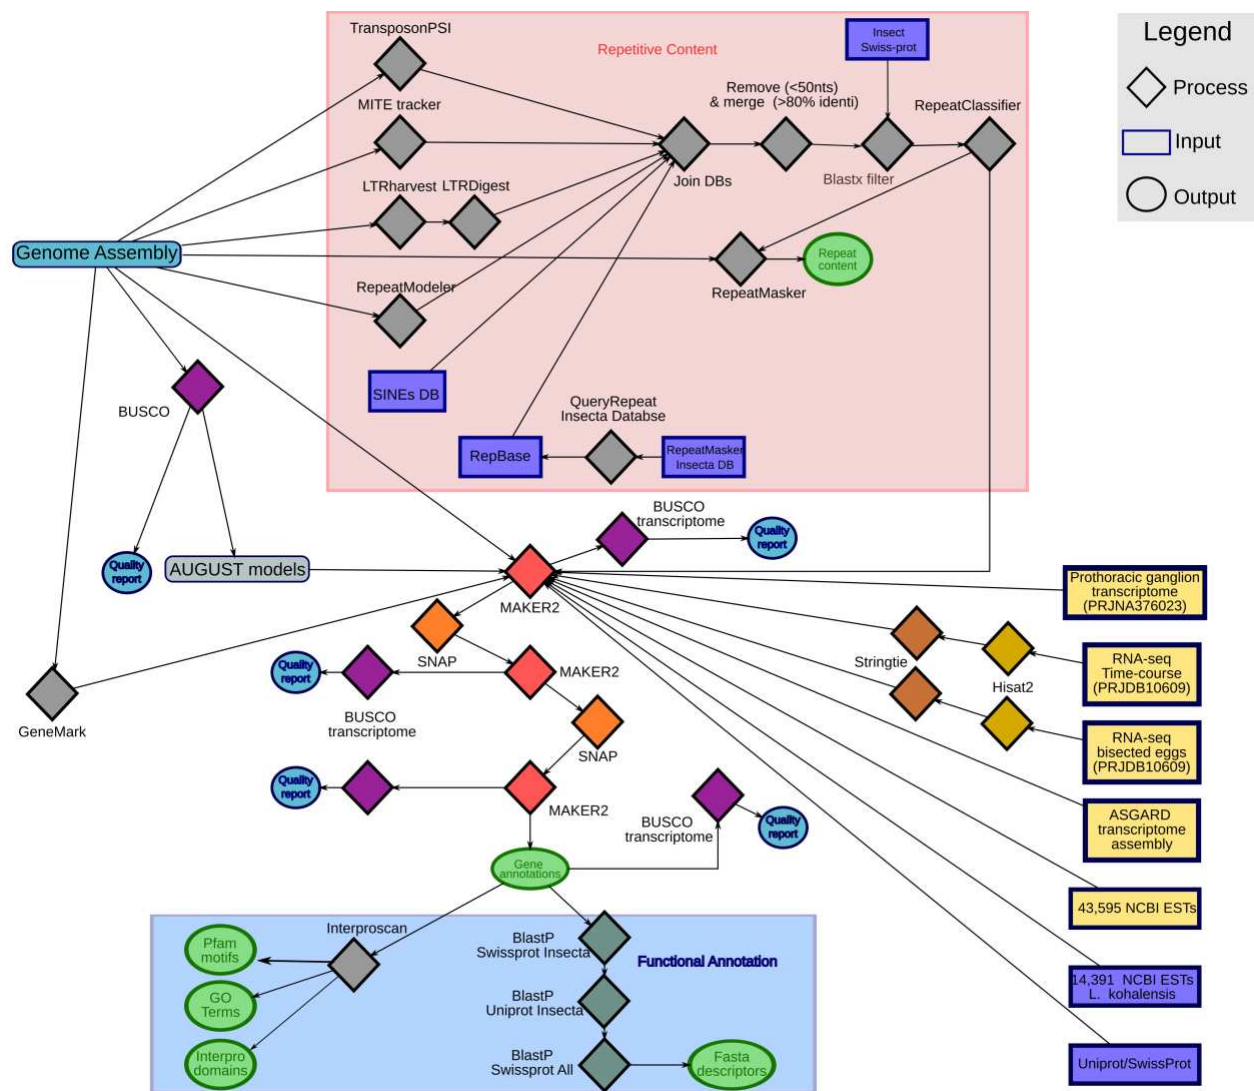 TransposonPSI
Repetitive Content
Insect
Swiss-prot
Legend
Process
Input
Output
MITE tracker
Remove (<50nts)
& merge (>80% identi)
RepeatClassifier
Join DBs
Blastx filter
LTRharvest
LTRDigest
Genome Assembly
Repeat
content
RepeatModeler
RepeatMasker
SINEs DB
BUSCO
QueryRepeat
Insecta Databse
RepBase
RepeatMasker
Insecta DB
BUSCO
transcriptome
Quality
report
Quality
report
AUGUST models
MAKER2
Prothoracic ganglion
transcriptome
(PRJNA376023)
SNAP
Stringtie
Hisat2
RNA-seq
Time-course
(PRJDB10609)
Quality
report
MAKER2
BUSCO
transcriptome
GeneMark
SNAP
RNA-seq
bisected eggs
(PRJDB10609)
Quality
report
MAKER2
BUSCO
transcriptome
Quality
report
ASGARD
transcriptome
assembly
Gene
annotations
43,595 NCBI ESTs
Interproscan
Pfam
motifs
BlastP
Swissprot Insecta
Functional Annotation
14,391 NCBI ESTs
L. kohalensis
GO
Terms
BlastP
Uniprot Insecta
Interpro
domains
BlastP
Swissprot All
Fasta
descriptors
Uniprot/SwissProt